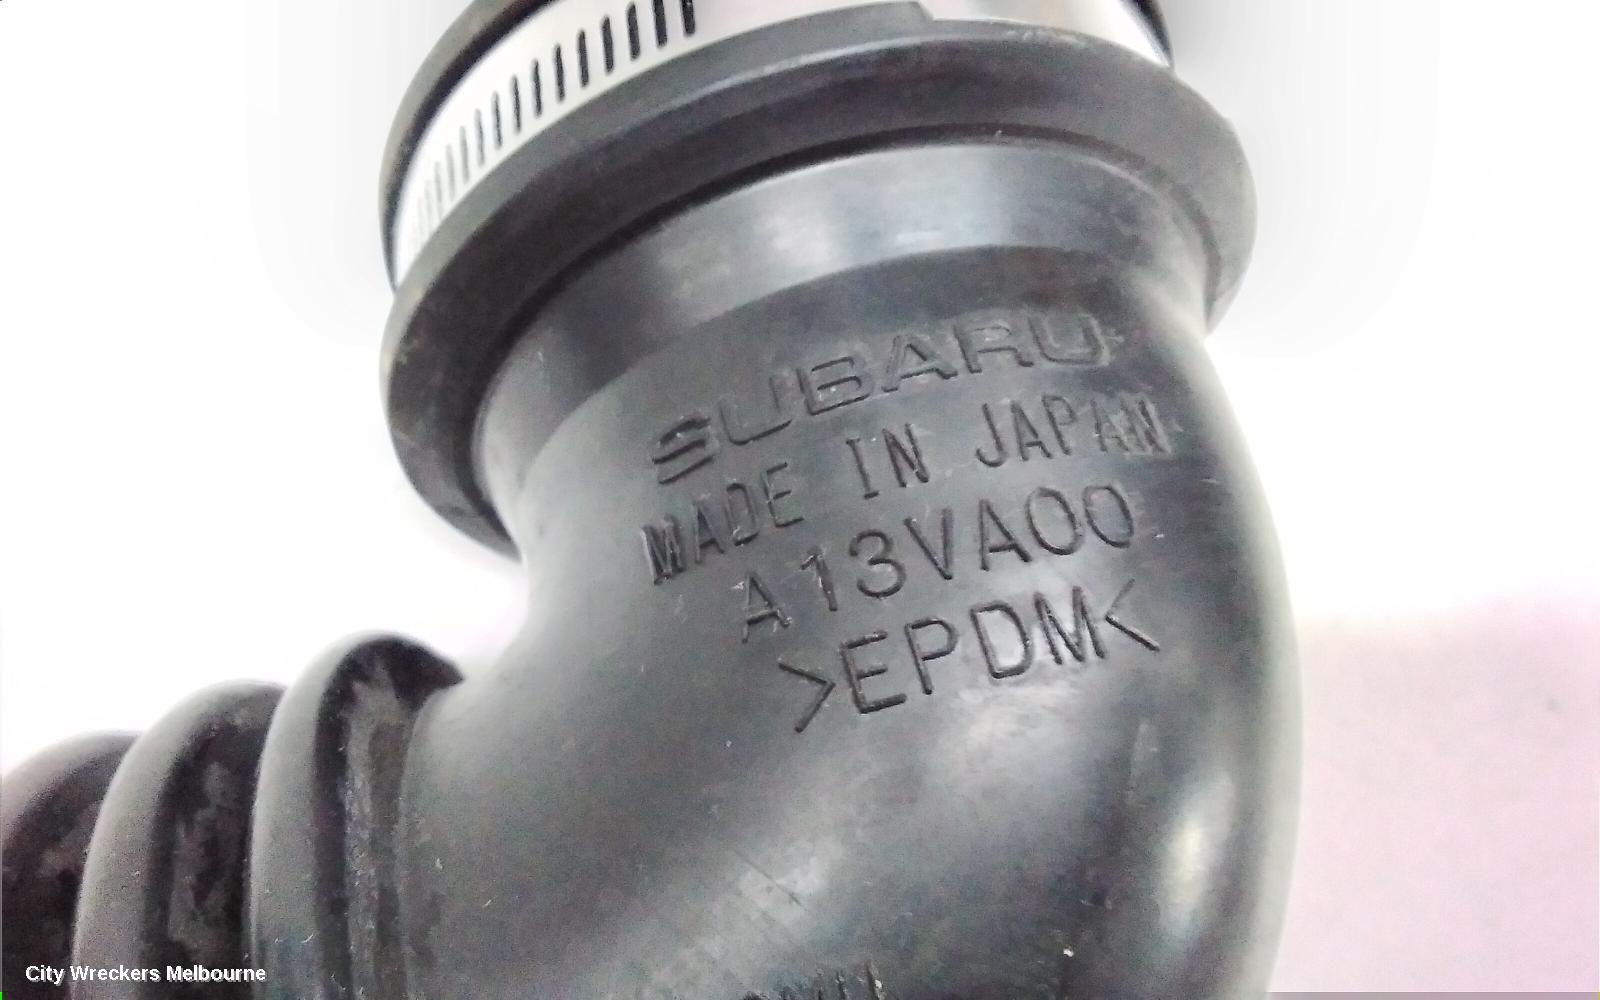 SUBARU
MADE IN JAPAN
A13VA00
>EPDM<
City Wreckers Melbourne